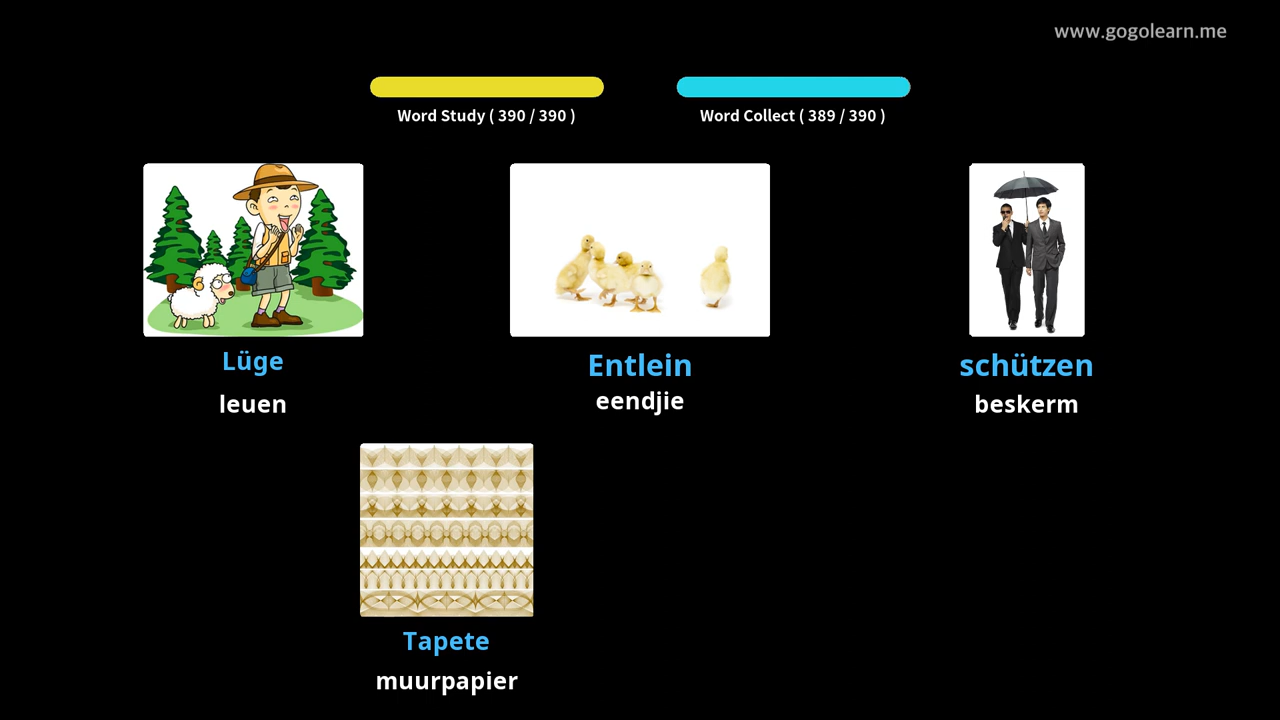 www.gogolearn.me
Word Study ( 390 / 390 )
Word Collect ( 389 / 390 )
Lüge
leuen
Entlein
eendjie
schützen
beskerm
Tapete
muurpapier